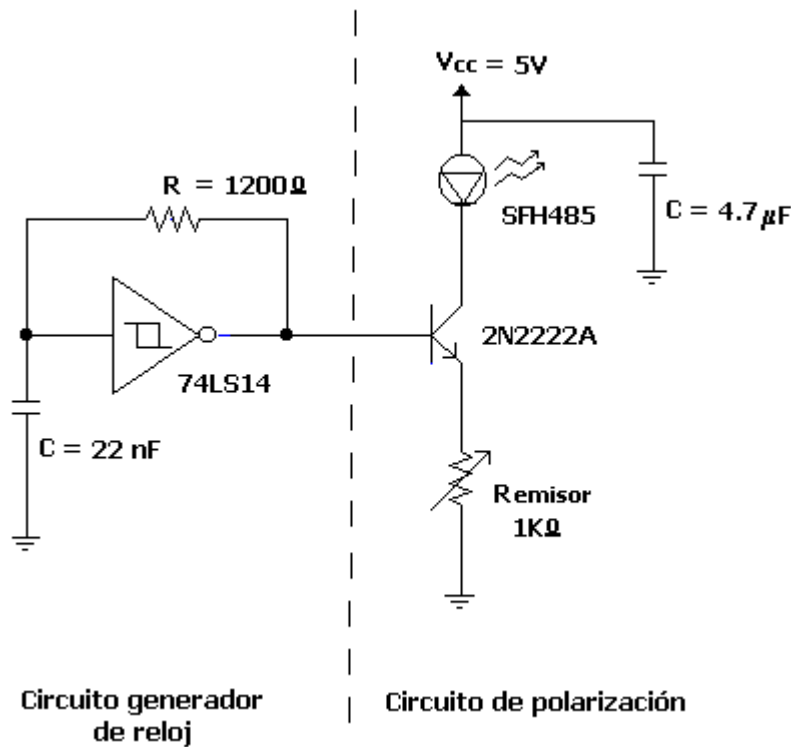 Vcc = 5V
R = 1200Ω
SFH485
C = 4.7µF
2N2222A
74LS14
C = 22 nF
Remisor
1KΩ
Circuito generador
de reloj
Circuito de polarización